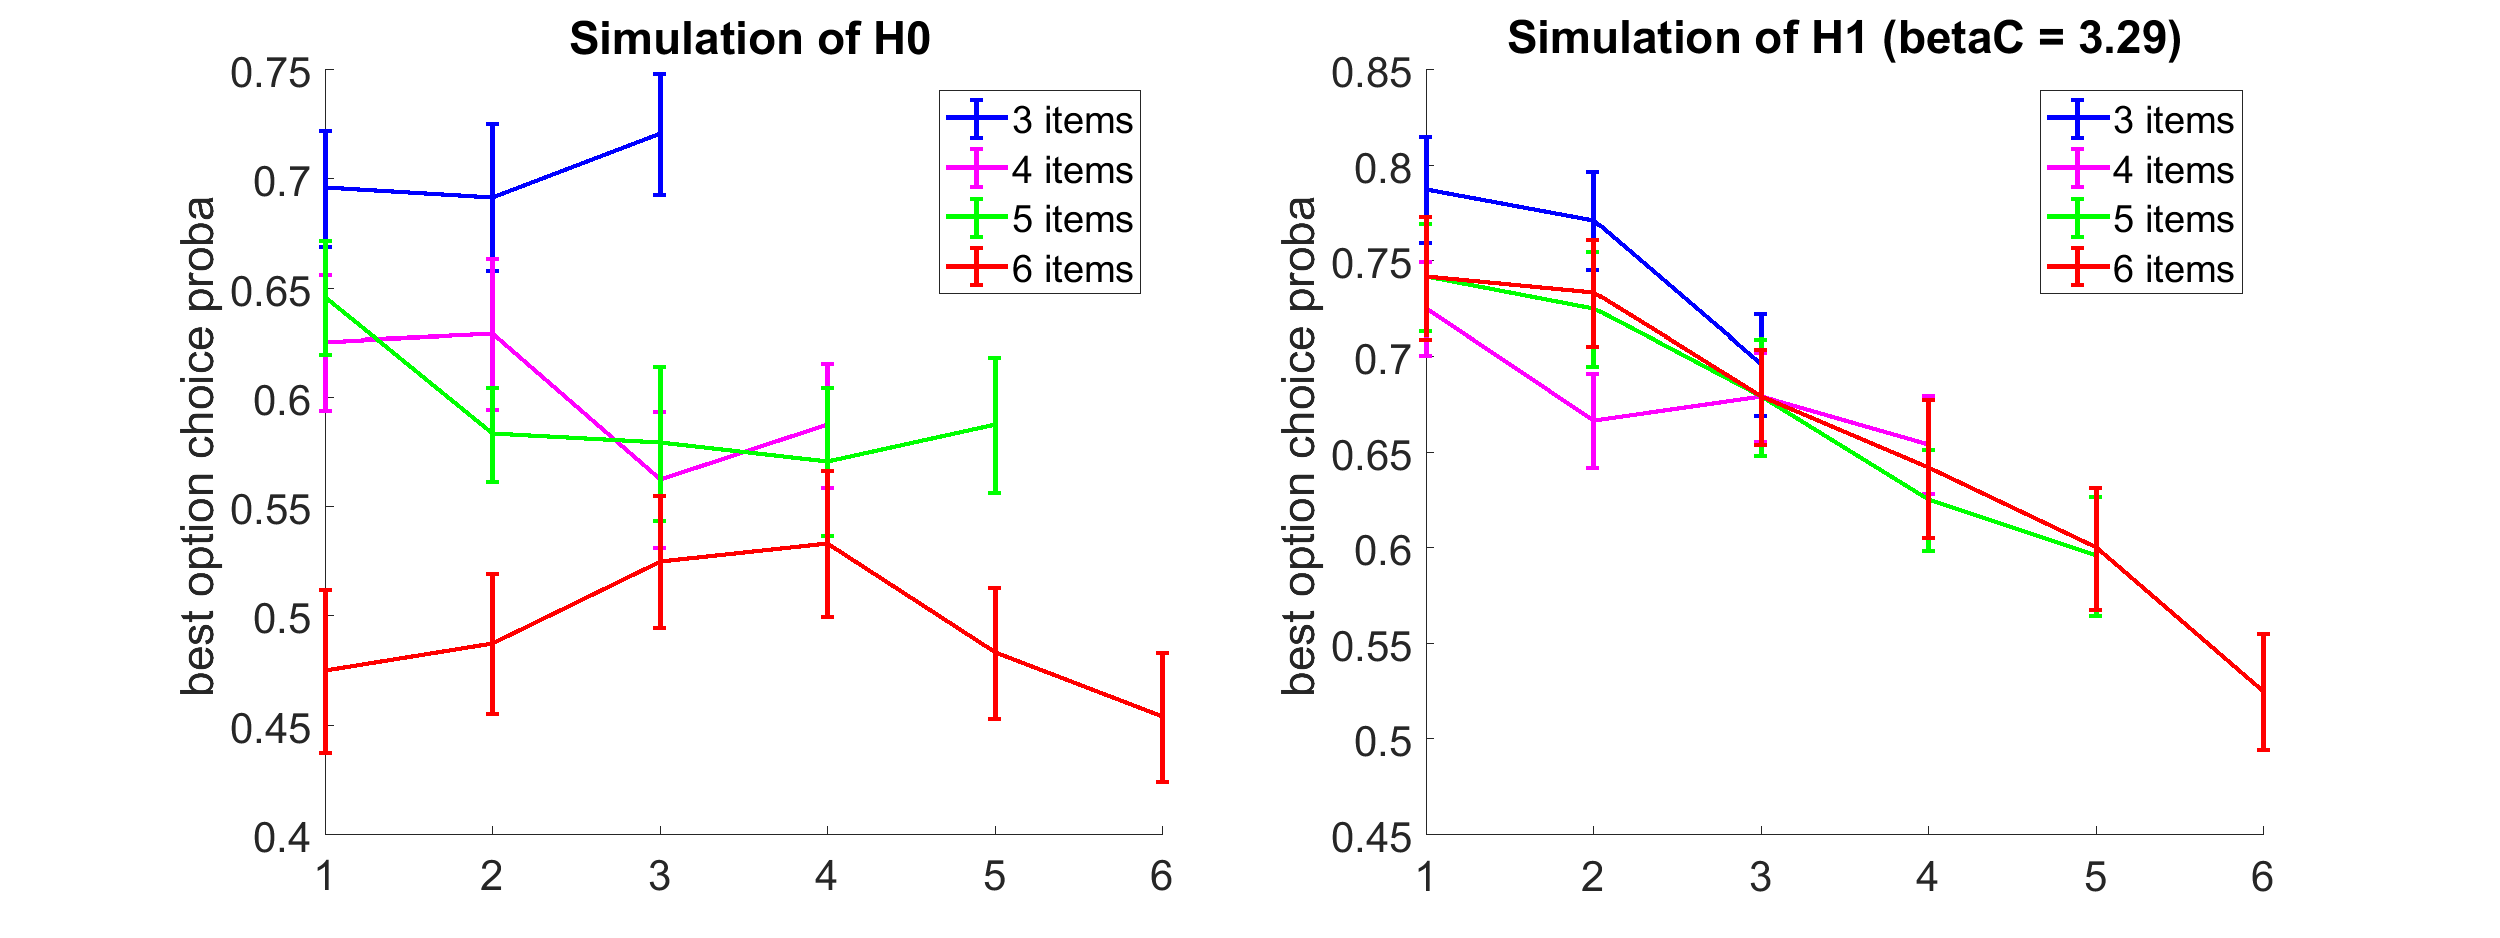 Simulation of H0
best option choice proba
0.75
0.7
0.65
0.6
0.55
0.5
0.45
0.4
1 2 3 4 5 6
3 items
4 items
5 items
6 items
Simulation of H1 (betaC = 3.29)
best option choice proba
0.85
0.8
0.75
0.7
0.65
0.6
0.55
0.5
0.45
1 2 3 4 5 6
3 items
4 items
5 items
6 items